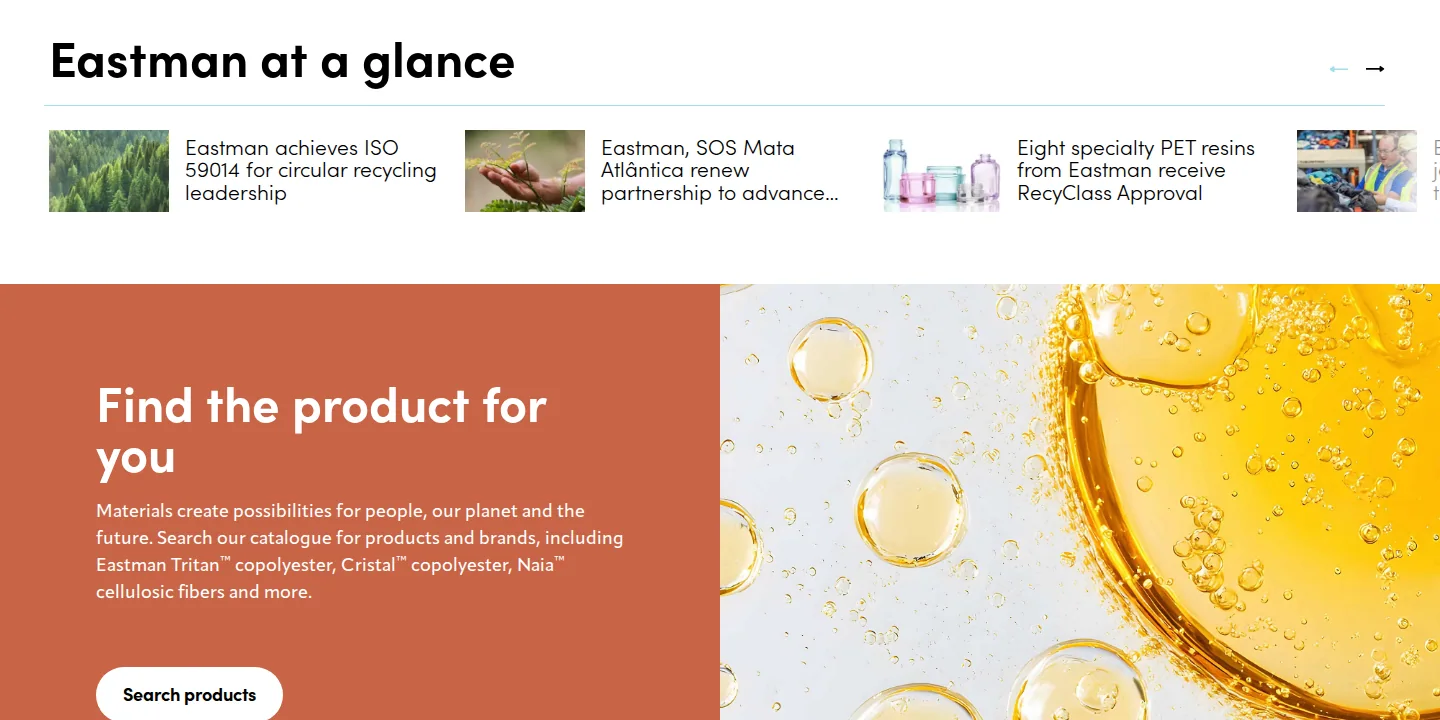 Eastman at a glance
Eastman achieves ISO
59014 for circular recycling
leadership
Eastman, SOS Mata
Atlântica renew
partnership to advance...
Eight specialty PET resins
from Eastman receive
RecyClass Approval
Find the product for
you
Materials create possibilities for people, our planet and the
future. Search our catalogue for products and brands, including
Eastman Tritan™ copolyester, Cristal™ copolyester, Naia™
cellulosic fibers and more.
Search products